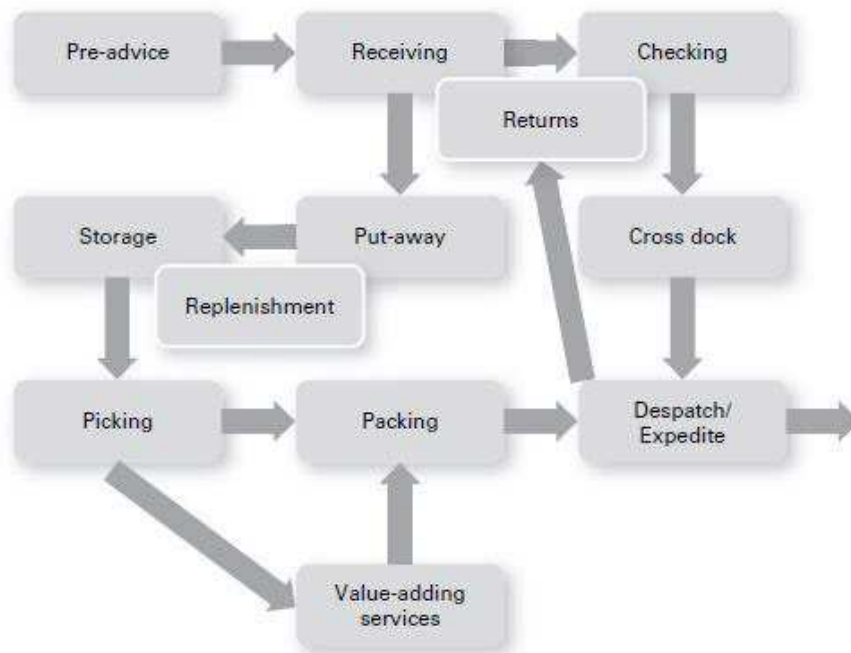 Pre-advice
Receiving
Checking
Returns
Storage
Put-away
Cross dock
Replenishment
Picking
Packing
Despatch/
Expedite
Value-adding
services